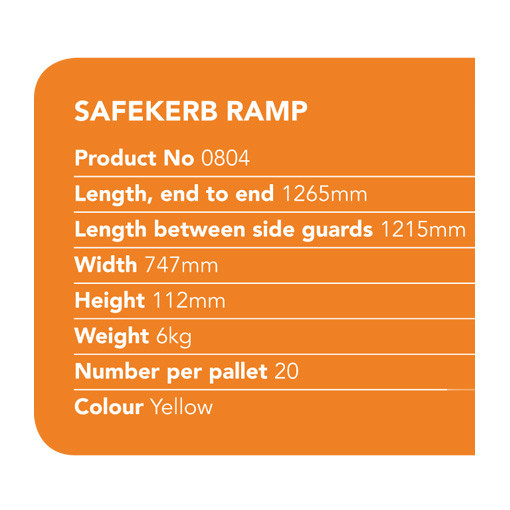 SAFEKERB RAMP
Product No 0804
Length, end to end 1265mm
Length between side guards 1215mm
Width 747mm
Height 112mm
Weight 6kg
Number per pallet 20
Colour Yellow